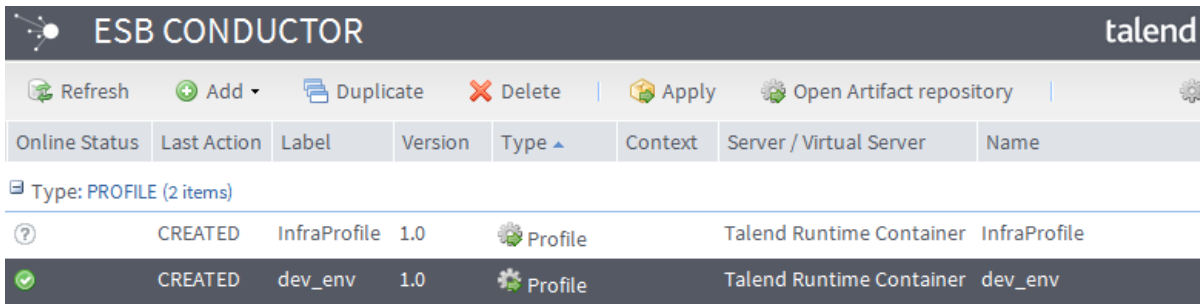 ESB CONDUCTOR talend
Refresh Add Duplicate Delete Apply Open Artifact repository
Online Status Last Action Label Version Type Context Server / Virtual Server Name
Type: PROFILE (2 items)
? CREATED InfraProfile 1.0 Profile Talend Runtime Container InfraProfile
CREATED dev_env 1.0 Profile Talend Runtime Container dev_env